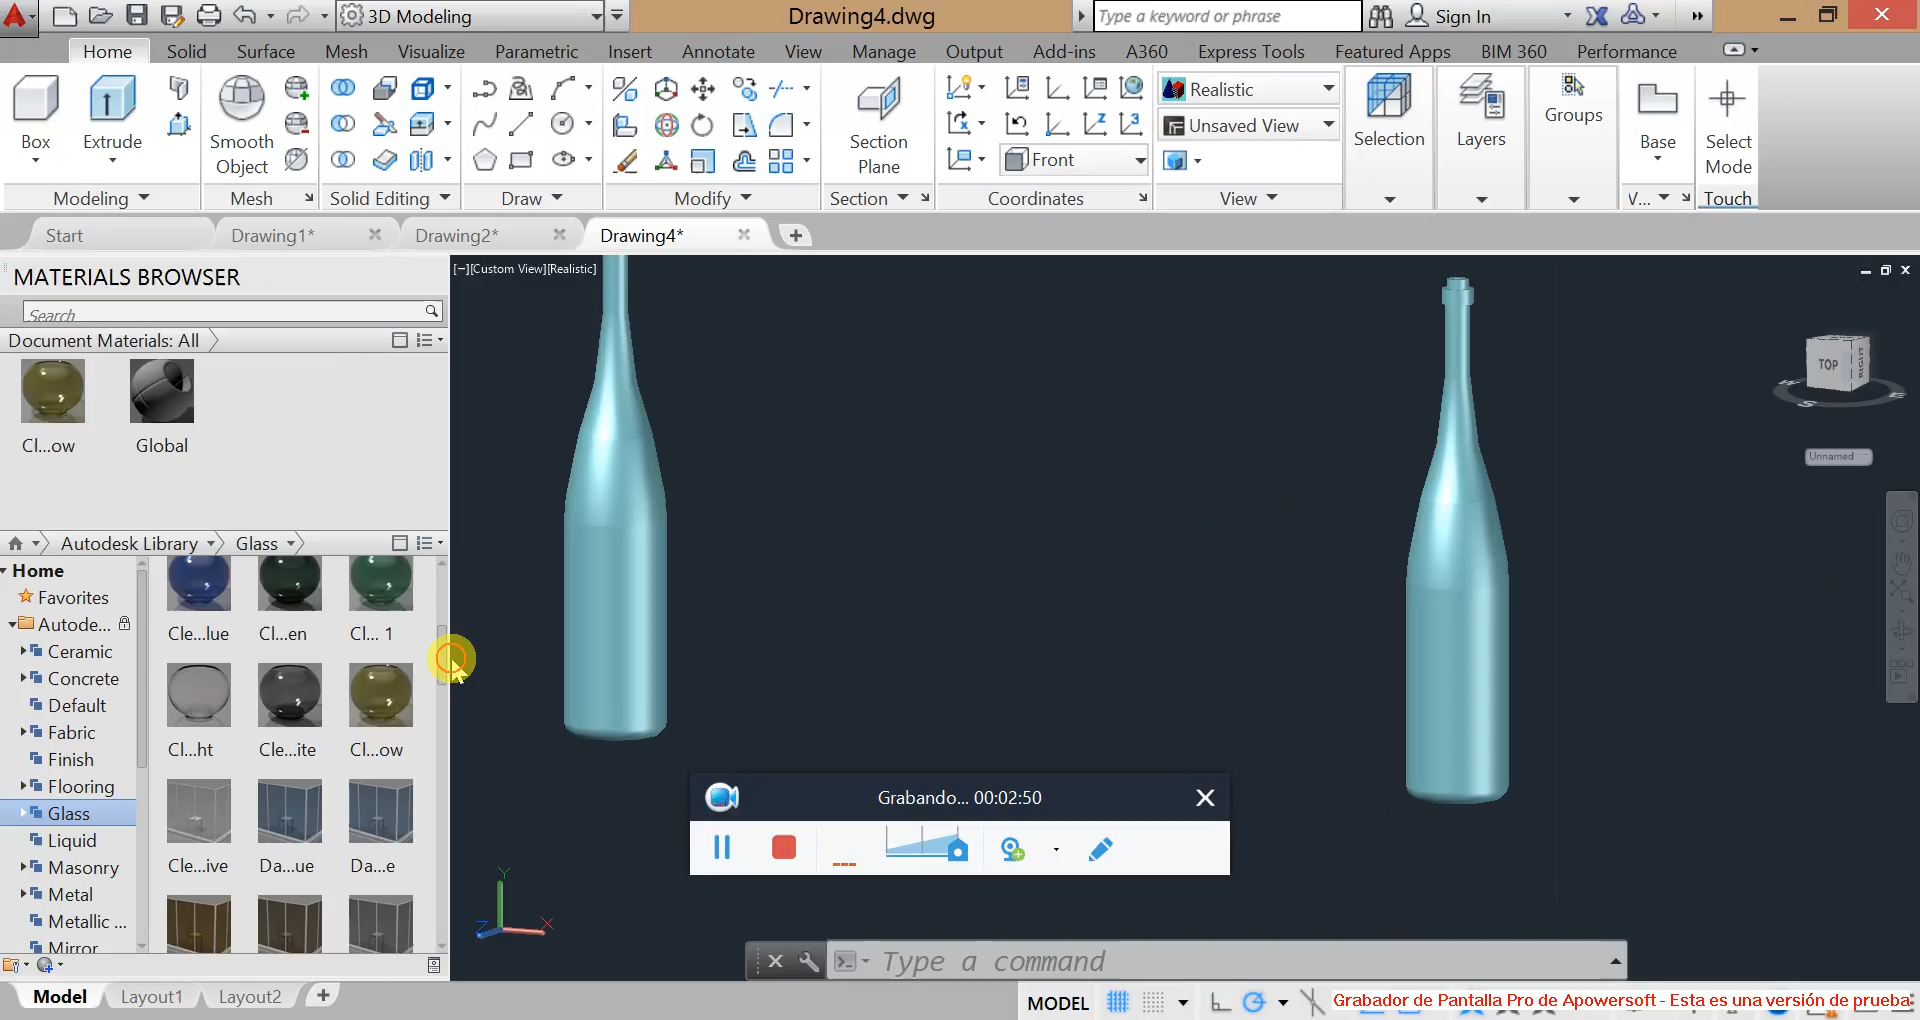 3D Modeling
Drawing4.dwg
Type a keyword or phrase
Sign In
Home
Solid
Surface
Mesh
Visualize
Parametric
Insert
Annotate
View
Manage
Output
Add-ins
A360
Express Tools
Featured Apps
BIM 360
Performance
Box
Extrude
Smooth
Object
Section
Plane
Realistic
Unsaved View
Front
Selection
Layers
Groups
Base
Select
Mode
Modeling
Mesh
Solid Editing
Draw
Modify
Section
Coordinates
View
V...
Touch
Start
Drawing1*
Drawing2*
Drawing4*
MATERIALS BROWSER
Search
Document Materials: All
Cl...ow
Global
Autodesk Library
Glass
Home
Favorites
Autode...
Ceramic
Concrete
Default
Fabric
Finish
Flooring
Glass
Liquid
Masonry
Metal
Metallic ...
Mirror
Cle...lue
Cl...en
Cl... 1
Cl...ht
Cle...ite
Cl...ow
Cle...ive
Da...ue
Da...e
[−][Custom View][Realistic]
TOP
RIGHT
W
S
E
Unnamed
Grabando... 00:02:50
Y
Z
X
Type a command
Model
Layout1
Layout2
MODEL
Grabador de Pantalla Pro de Apowersoft - Esta es una versión de prueba